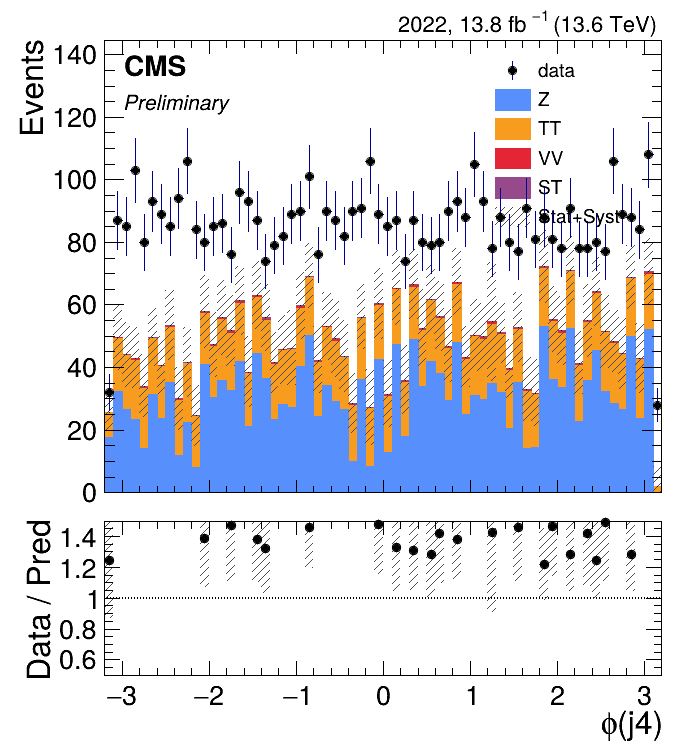 2022, 13.8 fb⁻¹ (13.6 TeV)
Events
CMS
Preliminary
data
Z
TT
VV
ST
Stat+Syst
140
120
100
80
60
40
20
0
Data / Pred
1.4
1.2
1
0.8
0.6
−3 −2 −1 0 1 2 3
ϕ(j4)